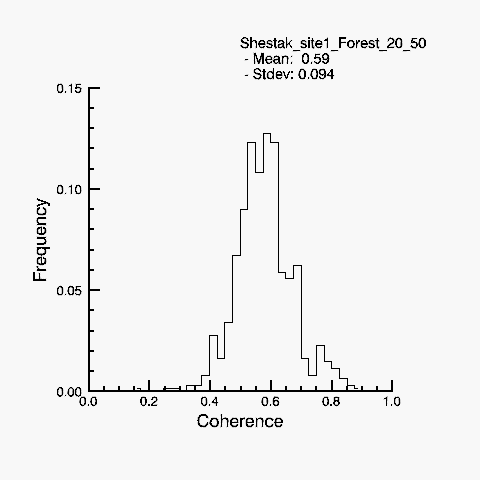 Shestak_site1_Forest_20_50
- Mean: 0.59
- Stdev: 0.094
0.15
0.10
0.05
0.00
Frequency
0.0 0.2 0.4 0.6 0.8 1.0
Coherence